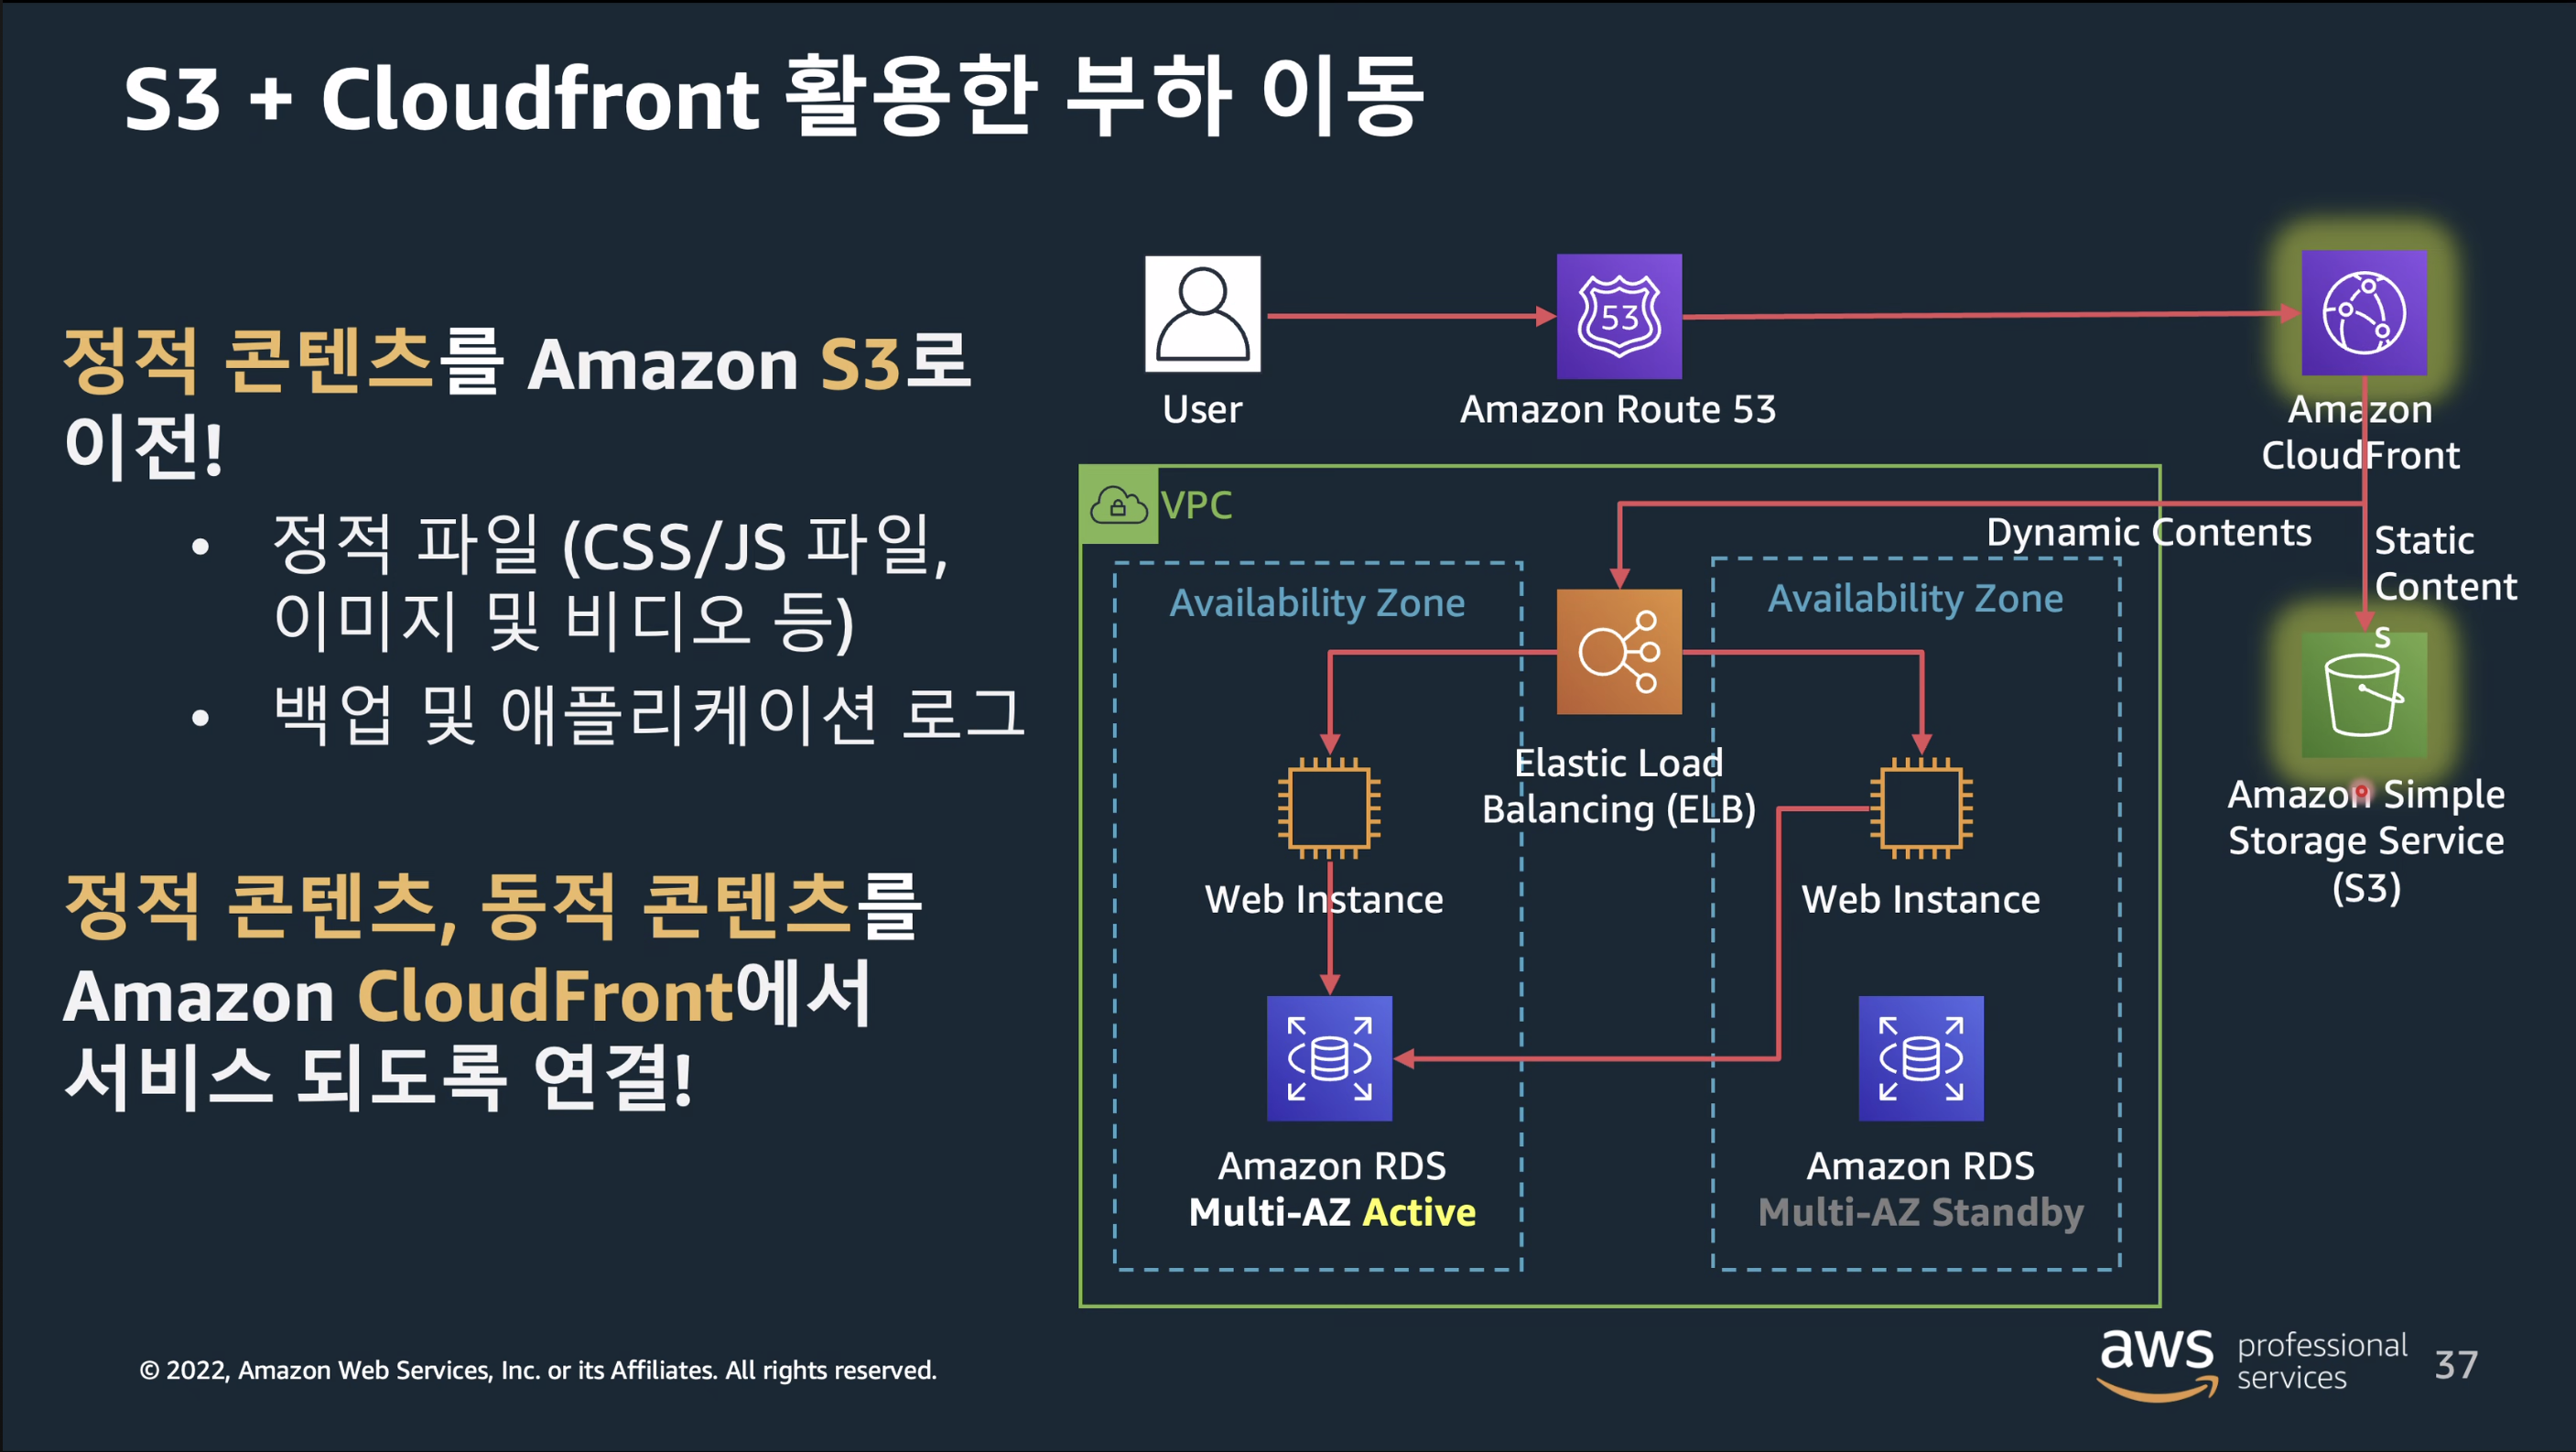 S3 + Cloudfront 활용한 부하 이동
정적 콘텐츠를 Amazon S3로
이전!
• 정적 파일 (CSS/JS 파일,
이미지 및 비디오 등)
• 백업 및 애플리케이션 로그
정적 콘텐츠, 동적 콘텐츠를
Amazon CloudFront에서
서비스 되도록 연결!
User
53
Amazon Route 53
Amazon
CloudFront
VPC
Dynamic Contents
Static
Content
s
Availability Zone
Availability Zone
Elastic Load
Balancing (ELB)
Web Instance
Web Instance
Amazon Simple
Storage Service
(S3)
Amazon RDS
Multi-AZ Active
Amazon RDS
Multi-AZ Standby
© 2022, Amazon Web Services, Inc. or its Affiliates. All rights reserved.
aws
professional
services
37